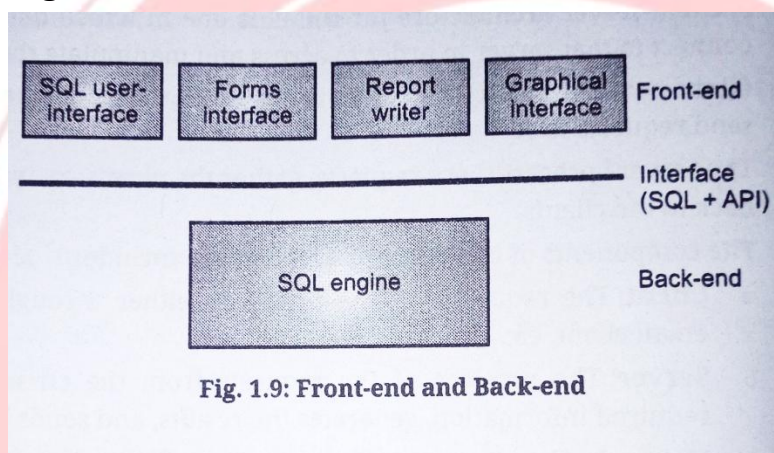 SQL user-
interface
Forms
interface
Report
writer
Graphical
interface
Front-end
Interface
(SQL + API)
SQL engine
Back-end
Fig. 1.9: Front-end and Back-end